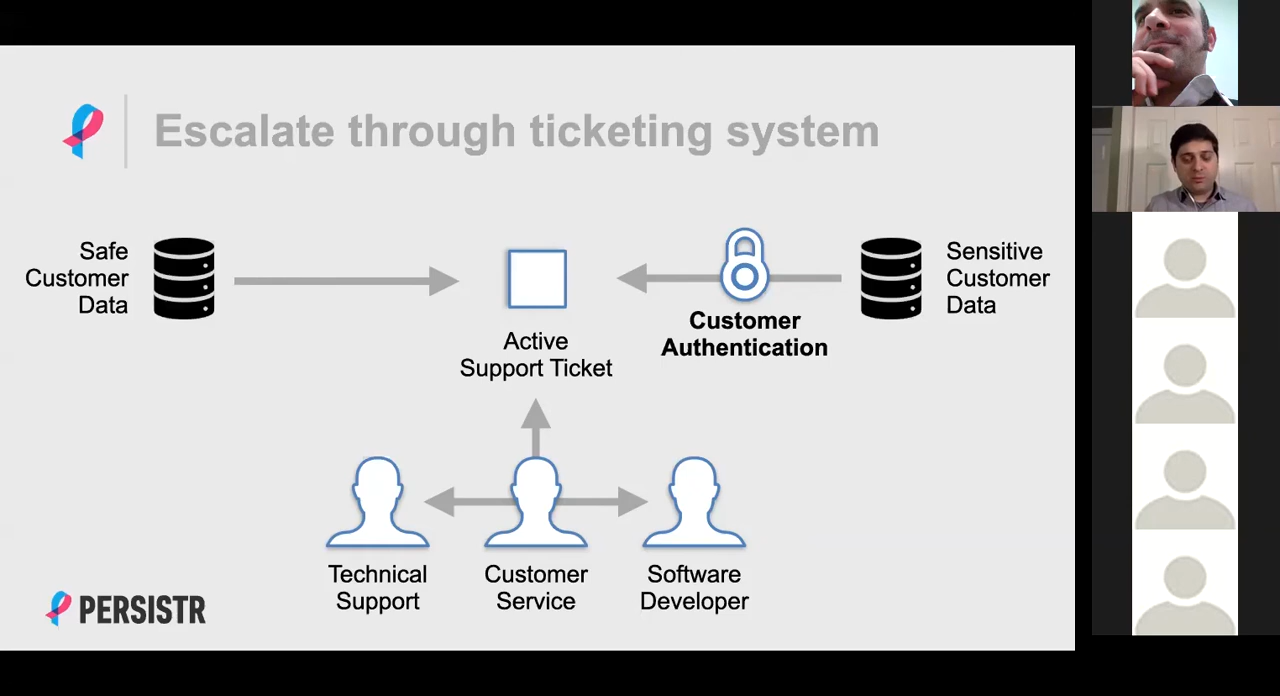 Escalate through ticketing system
Safe
Customer
Data
Active
Support Ticket
Customer
Authentication
Sensitive
Customer
Data
Technical
Support
Customer
Service
Software
Developer
PERSISTR